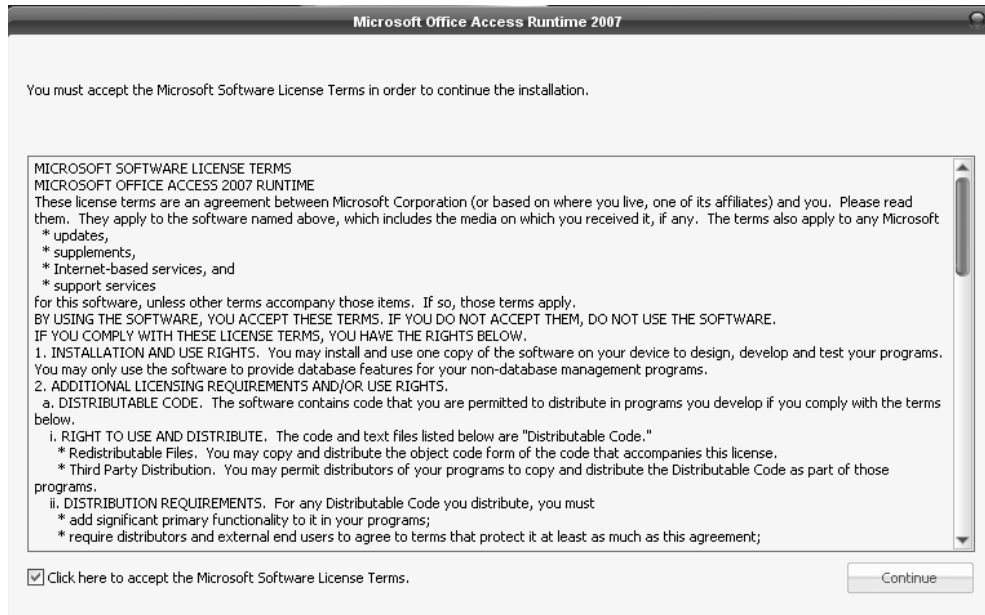 Microsoft Office Access Runtime 2007
You must accept the Microsoft Software License Terms in order to continue the installation.
MICROSOFT SOFTWARE LICENSE TERMS
MICROSOFT OFFICE ACCESS 2007 RUNTIME
These license terms are an agreement between Microsoft Corporation (or based on where you live, one of its affiliates) and you.  Please read
them.  They apply to the software named above, which includes the media on which you received it, if any.  The terms also apply to any Microsoft
* updates,
* supplements,
* Internet-based services, and
* support services
for this software, unless other terms accompany those items.  If so, those terms apply.
BY USING THE SOFTWARE, YOU ACCEPT THESE TERMS. IF YOU DO NOT ACCEPT THEM, DO NOT USE THE SOFTWARE.
IF YOU COMPLY WITH THESE LICENSE TERMS, YOU HAVE THE RIGHTS BELOW.
1. INSTALLATION AND USE RIGHTS.  You may install and use one copy of the software on your device to design, develop and test your programs.
You may only use the software to provide database features for your non-database management programs.
2. ADDITIONAL LICENSING REQUIREMENTS AND/OR USE RIGHTS.
a. DISTRIBUTABLE CODE.  The software contains code that you are permitted to distribute in programs you develop if you comply with the terms
below.
i. RIGHT TO USE AND DISTRIBUTE.  The code and text files listed below are "Distributable Code."
* Redistributable Files.  You may copy and distribute the object code form of the code that accompanies this license.
* Third Party Distribution.  You may permit distributors of your programs to copy and distribute the Distributable Code as part of those
programs.
ii. DISTRIBUTION REQUIREMENTS.  For any Distributable Code you distribute, you must
* add significant primary functionality to it in your programs;
* require distributors and external end users to agree to terms that protect it at least as much as this agreement;
Click here to accept the Microsoft Software License Terms.
Continue